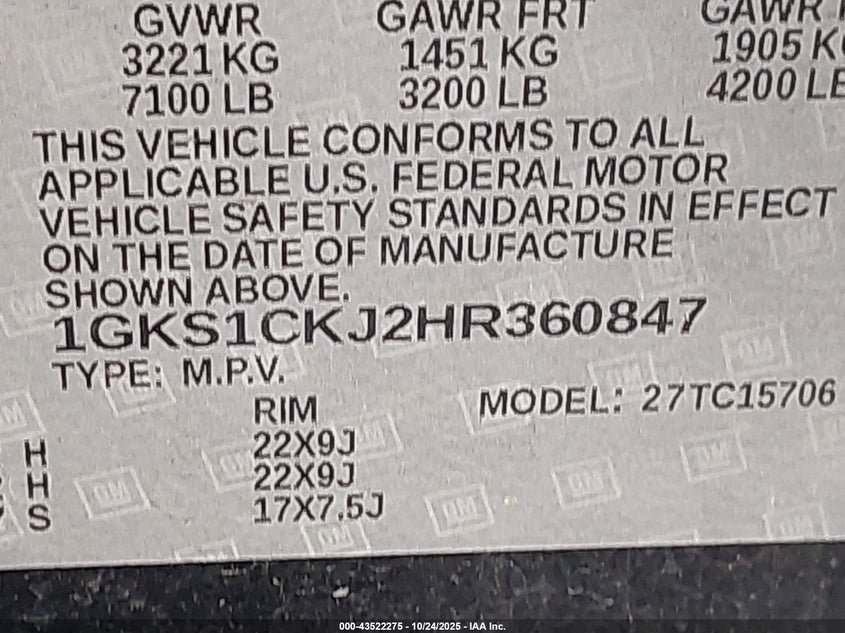 GVWR GAWR FRT GAWR
3221 KG 1451 KG 1905 KG
7100 LB 3200 LB 4200 LB
THIS VEHICLE CONFORMS TO ALL
APPLICABLE U.S. FEDERAL MOTOR
VEHICLE SAFETY STANDARDS IN EFFECT
ON THE DATE OF MANUFACTURE
SHOWN ABOVE.
1GKS1CKJ2HR360847
TYPE: M.P.V.
RIM MODEL: 27TC15706
H 22X9J
H 22X9J
S 17X7.5J
000-43522275 - 10/24/2025 - IAA Inc.